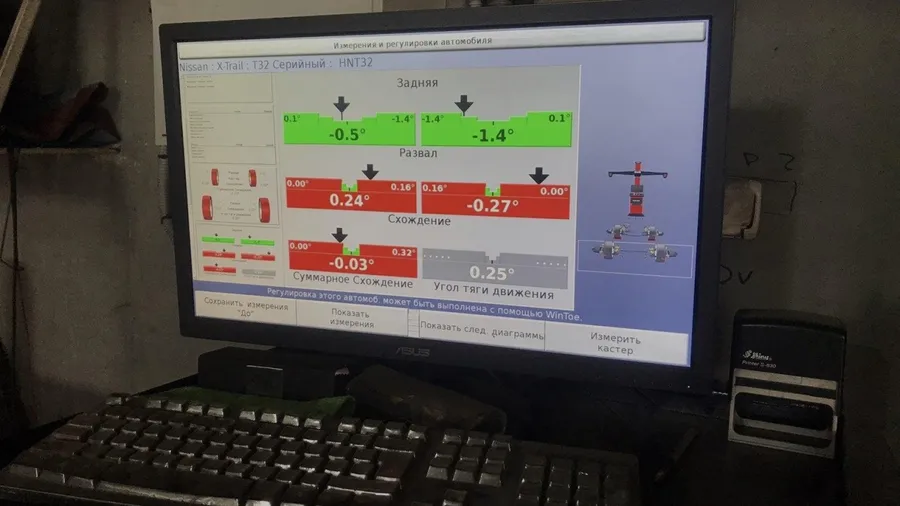 Измерения и регулировки автомобиля
Nissan : X-Trail : T32 Серийный : HNT32
Задняя
0.1° -1.4° -1.4° 0.1°
-0.5° -1.4°
Развал
0.00° 0.16° 0.16° 0.00°
0.24° -0.27°
Схождение
0.00° 0.32°
-0.03° 0.25°
Суммарное Схождение Угол тяги движения
Регулировка этого автомоб. может быть выполнена с помощью WinToe.
Сохранить измерения
"До"
Показать
измерения
Показать след. диаграммы
Измерить
кастер
ASUS
Shiny
Printer S-830